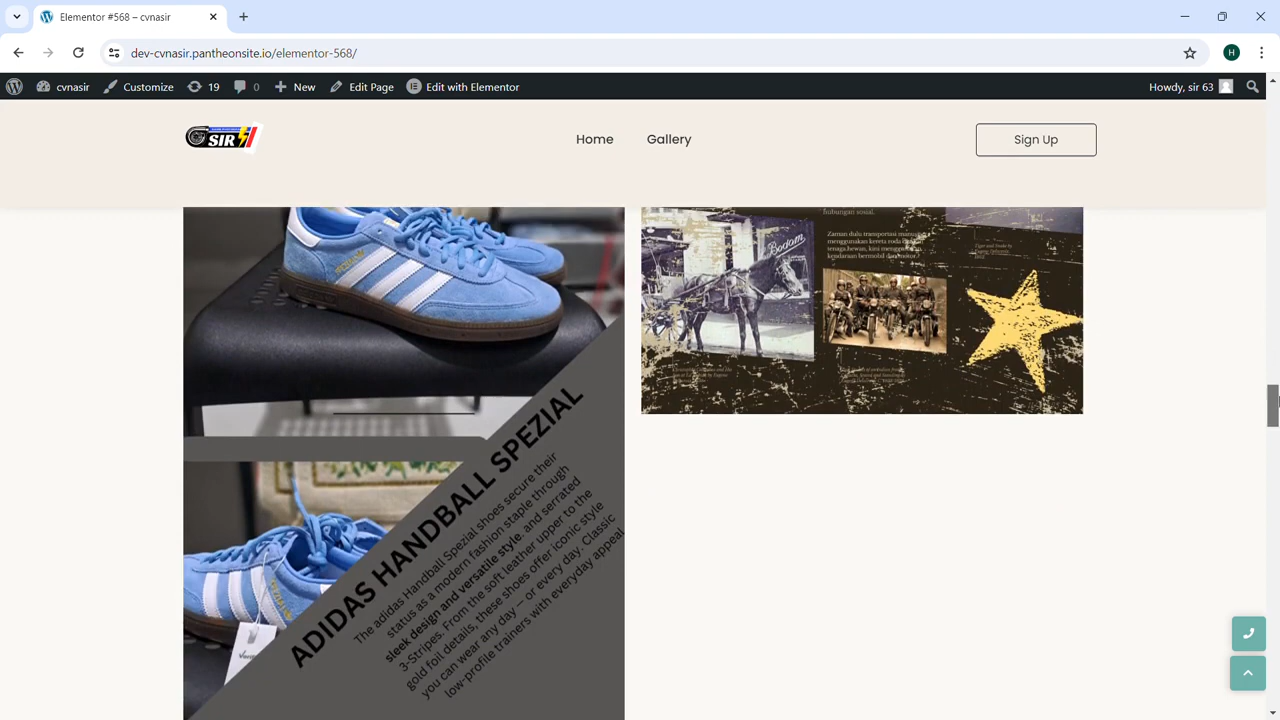 Elementor #568 – cvnasir
dev-cvnasir.pantheonsite.io/elementor-568/
H
cvnasir
Customize
19
0
New
Edit Page
Edit with Elementor
Howdy, sir 63
SIR
Home
Gallery
Sign Up
hubungan sosial.
Zaman dulu transportasi manusia
menggunakan kereta roda
tenaga hewan, kini
kendaraan bermobil dan motor.
Bodom
ADIDAS HANDBALL SPEZIAL
The adidas Handball Spezial shoes secure their
status as a modern fashion staple through
sleek design and versatile style. and serrated
3-Stripes. From the soft leather upper to the
gold foil details, these shoes offer iconic style
you can wear any day — or every day. Classic
low-profile trainers with everyday appeal